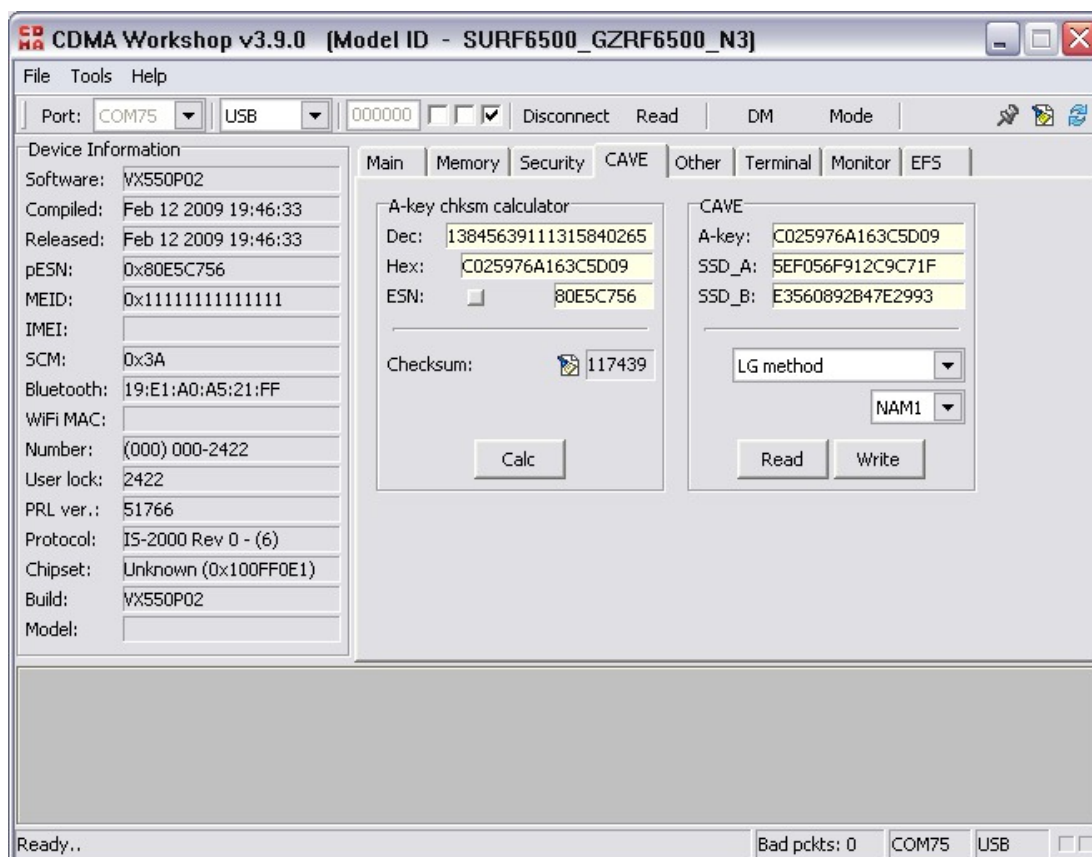 CDMA CDMA Workshop v3.9.0 (Model ID - SURF6500_GZRF6500_N3)
File Tools Help
Port: COM75 USB 000000 Disconnect Read DM Mode
Device Information
Software: VX550P02
Compiled: Feb 12 2009 19:46:33
Released: Feb 12 2009 19:46:33
pESN: 0x80E5C756
MEID: 0x11111111111111
IMEI:
SCM: 0x3A
Bluetooth: 19:E1:A0:A5:21:FF
WiFi MAC:
Number: (000) 000-2422
User lock: 2422
PRL ver.: 51766
Protocol: IS-2000 Rev 0 - (6)
Chipset: Unknown (0x100FF0E1)
Build: VX550P02
Model:
Main Memory Security CAVE Other Terminal Monitor EFS
A-key chksm calculator
Dec: 13845639111315840265
Hex: C025976A163C5D09
ESN: 80E5C756
Checksum: 117439
Calc
CAVE
A-key: C025976A163C5D09
SSD_A: 5EF056F912C9C71F
SSD_B: E3560892B47E2993
LG method
NAM1
Read Write
Ready.. Bad pckts: 0 COM75 USB